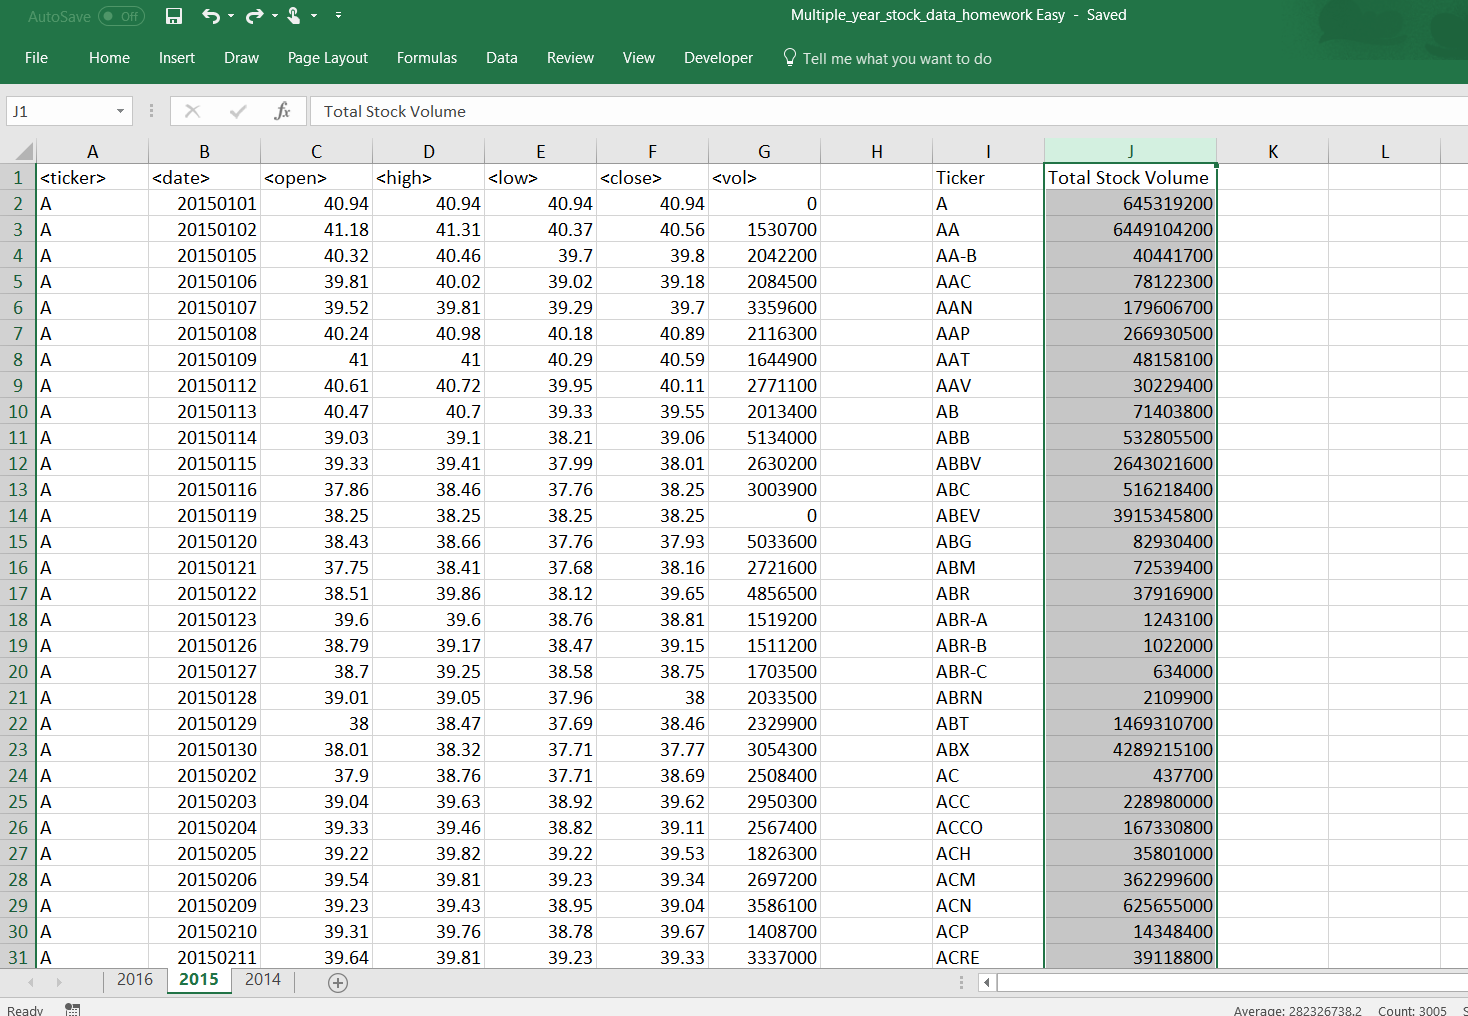 AutoSave Off Multiple_year_stock_data_homework Easy - Saved
File Home Insert Draw Page Layout Formulas Data Review View Developer Tell me what you want to do
J1 fx Total Stock Volume
A B C D E F G H I J K L
1 <ticker> <date> <open> <high> <low> <close> <vol> Ticker Total Stock Volume
2 A 20150101 40.94 40.94 40.94 40.94 0 A 645319200
3 A 20150102 41.18 41.31 40.37 40.56 1530700 AA 6449104200
4 A 20150105 40.32 40.46 39.7 39.8 2042200 AA-B 40441700
5 A 20150106 39.81 40.02 39.02 39.18 2084500 AAC 78122300
6 A 20150107 39.52 39.81 39.29 39.7 3359600 AAN 179606700
7 A 20150108 40.24 40.98 40.18 40.89 2116300 AAP 266930500
8 A 20150109 41 41 40.29 40.59 1644900 AAT 48158100
9 A 20150112 40.61 40.72 39.95 40.11 2771100 AAV 30229400
10 A 20150113 40.47 40.7 39.33 39.55 2013400 AB 71403800
11 A 20150114 39.03 39.1 38.21 39.06 5134000 ABB 532805500
12 A 20150115 39.33 39.41 37.99 38.01 2630200 ABBV 2643021600
13 A 20150116 37.86 38.46 37.76 38.25 3003900 ABC 516218400
14 A 20150119 38.25 38.25 38.25 38.25 0 ABEV 3915345800
15 A 20150120 38.43 38.66 37.76 37.93 5033600 ABG 82930400
16 A 20150121 37.75 38.41 37.68 38.16 2721600 ABM 72539400
17 A 20150122 38.51 39.86 38.12 39.65 4856500 ABR 37916900
18 A 20150123 39.6 39.6 38.76 38.81 1519200 ABR-A 1243100
19 A 20150126 38.79 39.17 38.47 39.15 1511200 ABR-B 1022000
20 A 20150127 38.7 39.25 38.58 38.75 1703500 ABR-C 634000
21 A 20150128 39.01 39.05 37.96 38 2033500 ABRN 2109900
22 A 20150129 38 38.47 37.69 38.46 2329900 ABT 1469310700
23 A 20150130 38.01 38.32 37.71 37.77 3054300 ABX 4289215100
24 A 20150202 37.9 38.76 37.71 38.69 2508400 AC 437700
25 A 20150203 39.04 39.63 38.92 39.62 2950300 ACC 228980000
26 A 20150204 39.33 39.46 38.82 39.11 2567400 ACCO 167330800
27 A 20150205 39.22 39.82 39.22 39.53 1826300 ACH 35801000
28 A 20150206 39.54 39.81 39.23 39.34 2697200 ACM 362299600
29 A 20150209 39.23 39.43 38.95 39.04 3586100 ACN 625655000
30 A 20150210 39.31 39.76 38.78 39.67 1408700 ACP 14348400
31 A 20150211 39.64 39.81 39.23 39.33 3337000 ACRE 39118800
2016 2015 2014
Ready Average: 282326738.2 Count: 3005